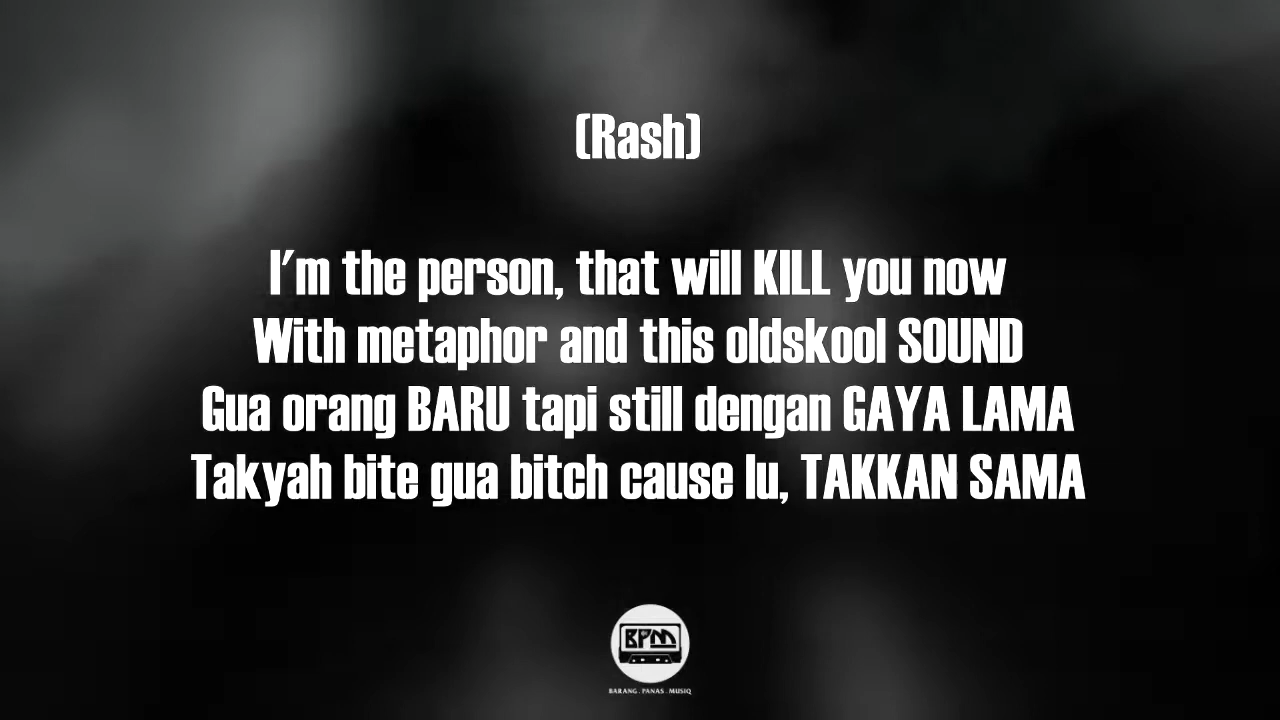 (Rash)
I'm the person, that will KILL you now
With metaphor and this oldskool SOUND
Gua orang BARU tapi still dengan GAYA LAMA
Takyah bite gua bitch cause lu, TAKKAN SAMA
BPM
BARANG . PANAS . MUSIQ